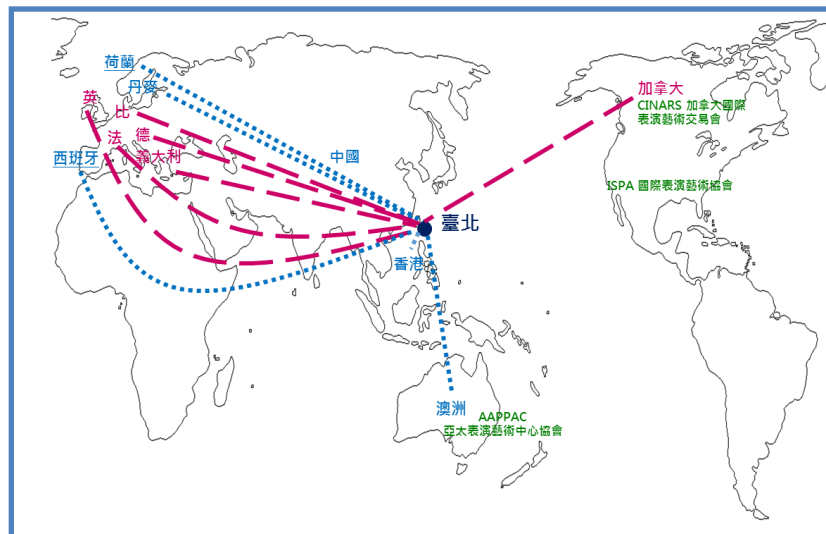 荷蘭
丹麥
英
比
法
德
西班牙
義大利
中國
臺北
香港
澳洲
AAPPAC
亞太表演藝術中心協會
加拿大
CINARS 加拿大國際
表演藝術交易會
ISPA 國際表演藝術協會